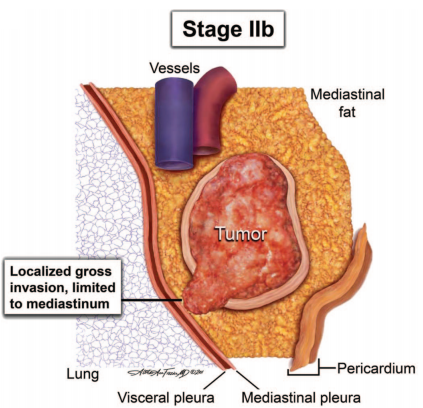 Stage IIb
Vessels
Mediastinal
fat
Tumor
Localized gross
invasion, limited
to mediastinum
Lung
Pericardium
Visceral pleura
Mediastinal pleura